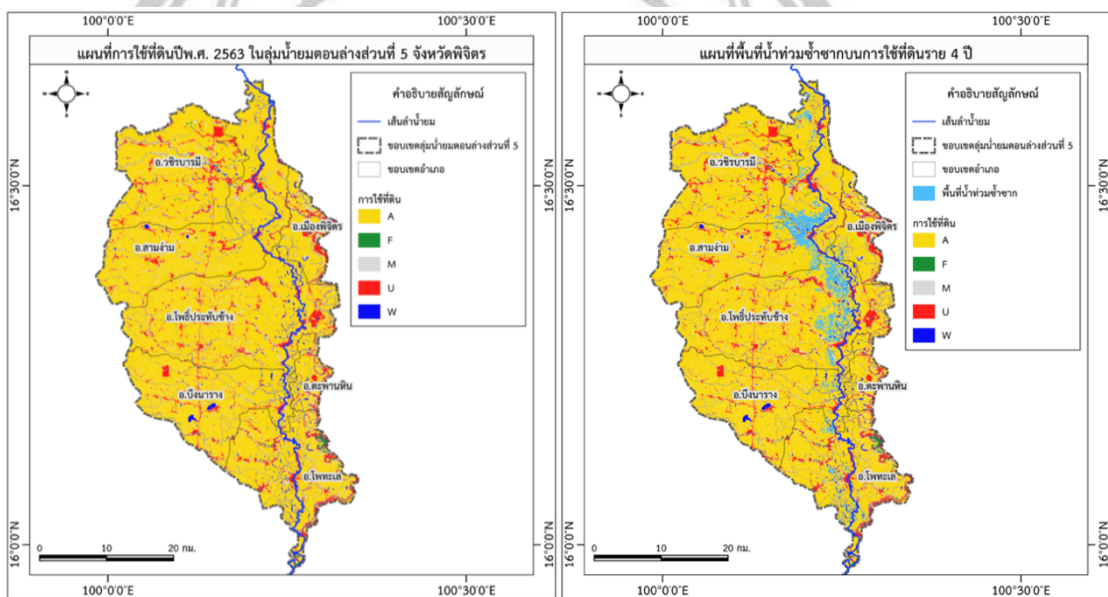 100°0'0"E
100°30'0"E
แผนที่การใช้ที่ดินปีพ.ศ. 2563 ในลุ่มน้ำยมตอนล่างส่วนที่ 5 จังหวัดพิจิตร
N
W
E
S
คำอธิบายสัญลักษณ์
เส้นลำน้ำยม
ขอบเขตลุ่มน้ำยมตอนล่างส่วนที่ 5
ขอบเขตอำเภอ
การใช้ที่ดิน
A
F
M
U
W
อ.วชิรบารมี
อ.เมืองพิจิตร
อ.สามง่าม
อ.โพธิ์ประทับช้าง
อ.ตะพานหิน
อ.บึงนาราง
อ.โพทะเล
16°30'0"N
16°30'0"N
16°0'0"N
16°0'0"N
0 10 20 กม.
100°0'0"E
100°30'0"E
100°0'0"E
100°30'0"E
แผนที่พื้นที่น้ำท่วมซ้ำซากบนการใช้ที่ดินราย 4 ปี
N
W
E
S
คำอธิบายสัญลักษณ์
เส้นลำน้ำยม
ขอบเขตลุ่มน้ำยมตอนล่างส่วนที่ 5
ขอบเขตอำเภอ
พื้นที่น้ำท่วมซ้ำซาก
การใช้ที่ดิน
A
F
M
U
W
อ.วชิรบารมี
อ.เมืองพิจิตร
อ.สามง่าม
อ.โพธิ์ประทับช้าง
อ.ตะพานหิน
อ.บึงนาราง
อ.โพทะเล
16°30'0"N
16°0'0"N
0 10 20 กม.
100°0'0"E
100°30'0"E